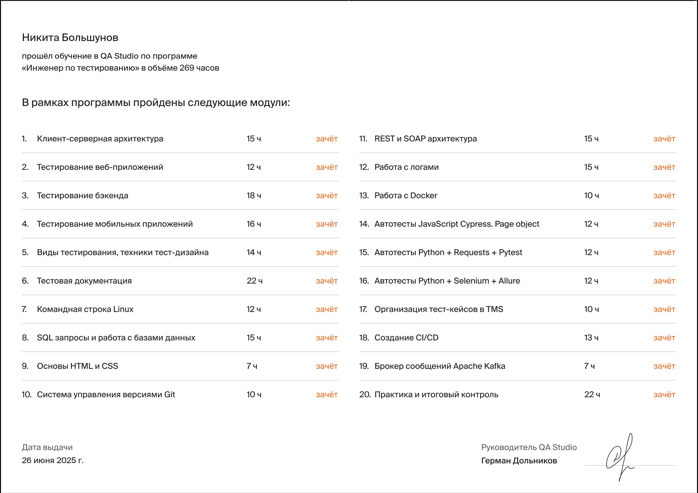 Никита Большунов
прошёл обучение в QA Studio по программе
«Инженер по тестированию» в объёме 269 часов
В рамках программы пройдены следующие модули:
1. Клиент-серверная архитектура 15 ч зачёт
2. Тестирование веб-приложений 12 ч зачёт
3. Тестирование бэкенда 18 ч зачёт
4. Тестирование мобильных приложений 16 ч зачёт
5. Виды тестирования, техники тест-дизайна 14 ч зачёт
6. Тестовая документация 22 ч зачёт
7. Командная строка Linux 12 ч зачёт
8. SQL запросы и работа с базами данных 15 ч зачёт
9. Основы HTML и CSS 7 ч зачёт
10. Система управления версиями Git 10 ч зачёт
11. REST и SOAP архитектура 15 ч зачёт
12. Работа с логами 15 ч зачёт
13. Работа с Docker 10 ч зачёт
14. Автотесты JavaScript Cypress. Page object 12 ч зачёт
15. Автотесты Python + Requests + Pytest 12 ч зачёт
16. Автотесты Python + Selenium + Allure 12 ч зачёт
17. Организация тест-кейсов в TMS 10 ч зачёт
18. Создание CI/CD 13 ч зачёт
19. Брокер сообщений Apache Kafka 7 ч зачёт
20. Практика и итоговый контроль 22 ч зачёт
Дата выдачи
26 июня 2025 г.
Руководитель QA Studio
Герман Дольников